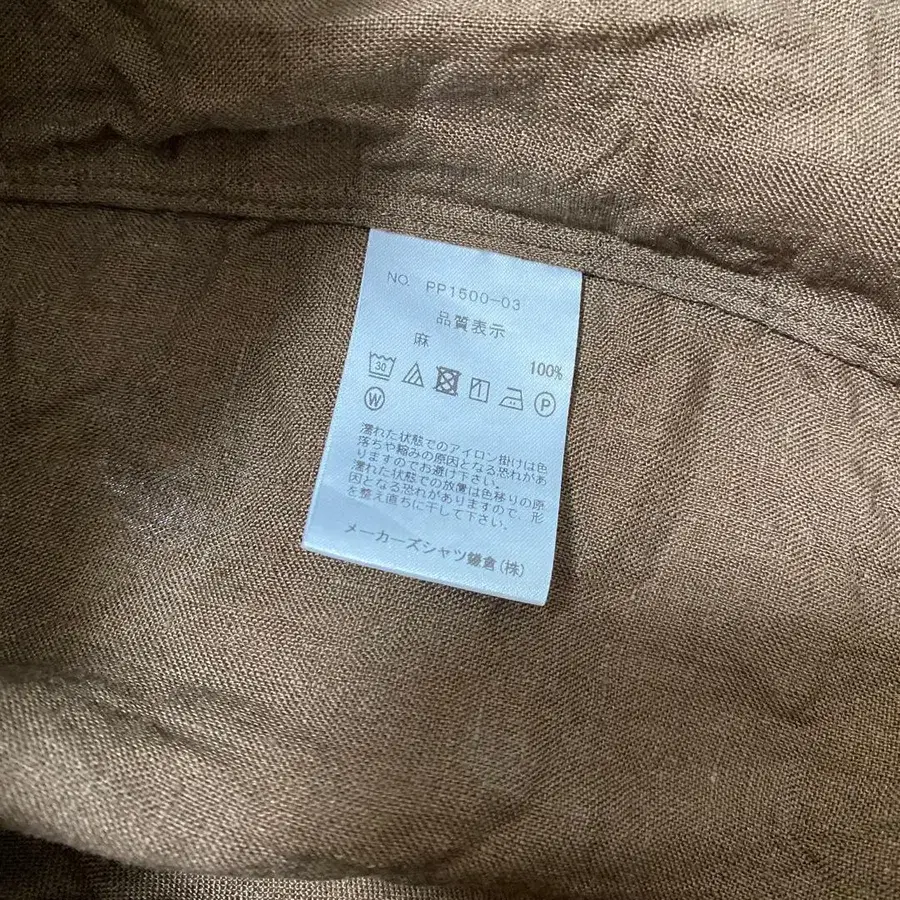 NO. PP1500-03
品質表示
麻 100%
30
P
W
濡れた状態でのアイロン掛けは色
落ちや縮みの原因となる恐れがあ
りますのでお避け下さい。
濡れた状態での放置は色移りの原
因となる恐れがありますので、形
を整え直ちに干して下さい。
メーカーズシャツ鎌倉(株)